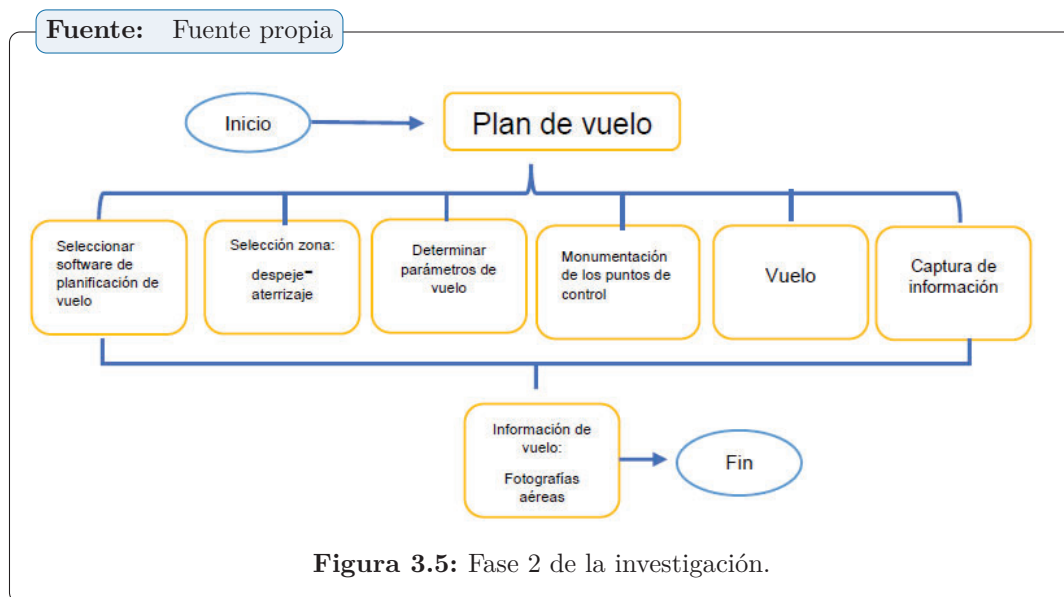 Fuente: Fuente propia
Inicio
Plan de vuelo
Seleccionar
software de
planificación de
vuelo
Selección zona:
despeje-
aterrizaje
Determinar
parámetros de
vuelo
Monumentación
de los puntos de
control
Vuelo
Captura de
información
Información de
vuelo:
Fotografías
aéreas
Fin
Figura 3.5: Fase 2 de la investigación.